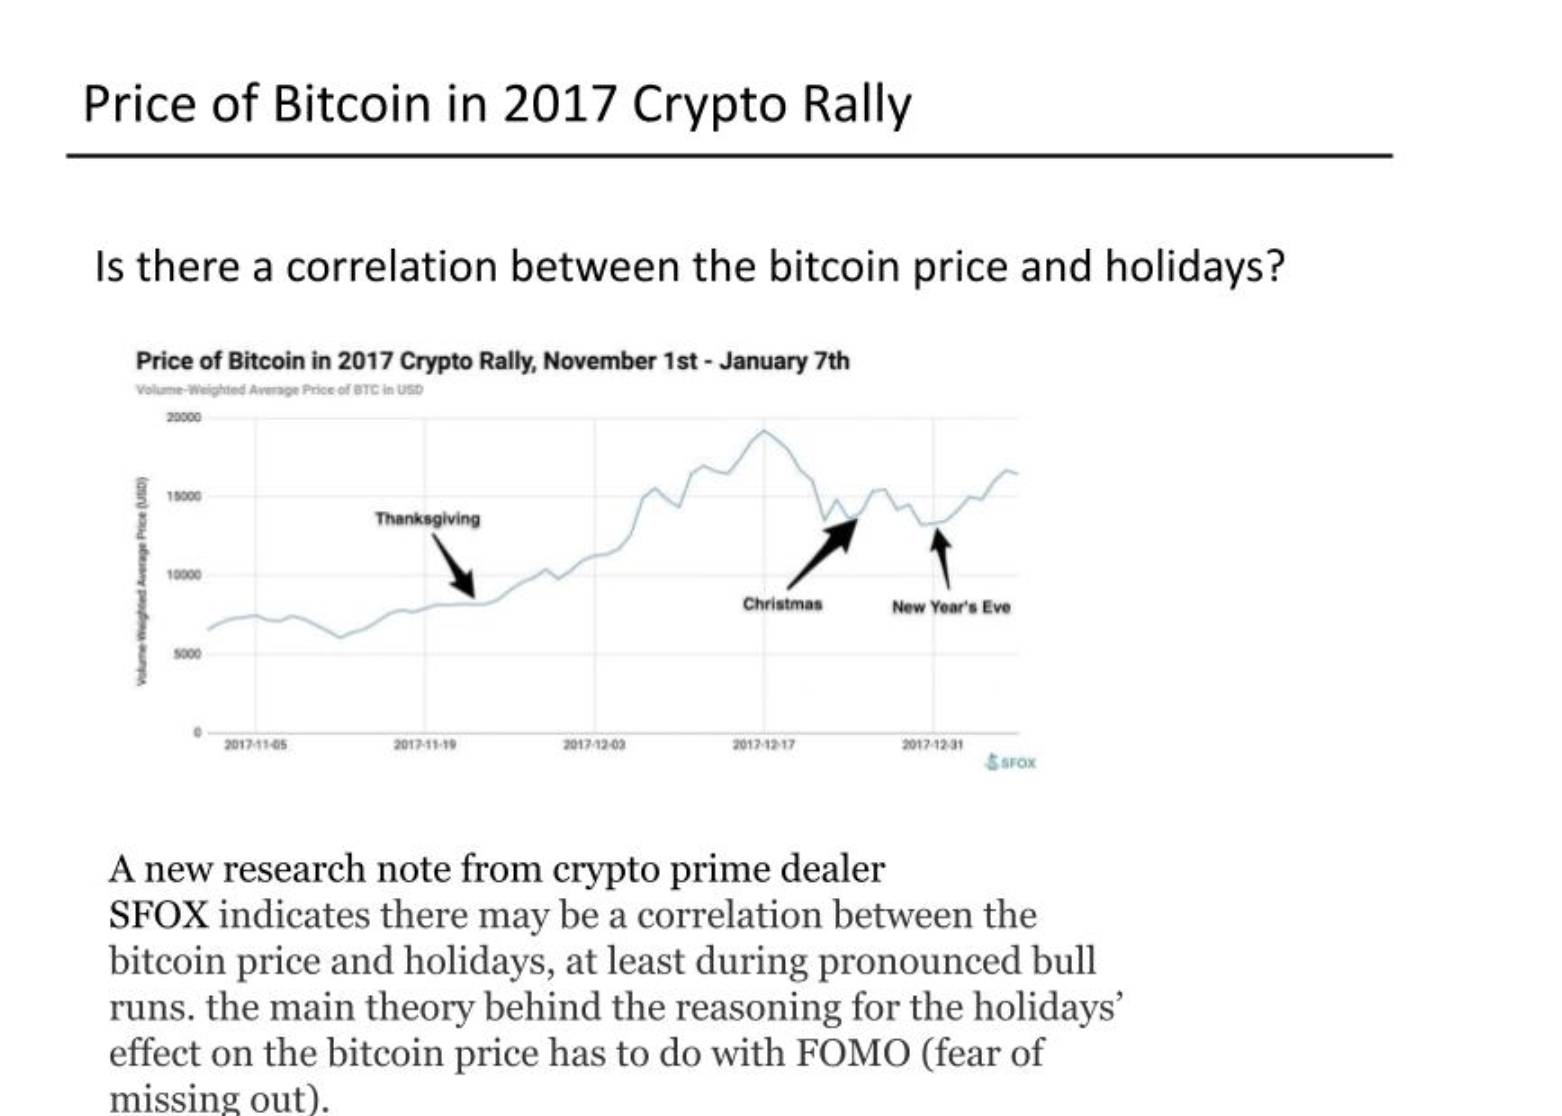 Price of Bitcoin in 2017 Crypto Rally
Is there a correlation between the bitcoin price and holidays?
Price of Bitcoin in 2017 Crypto Rally, November 1st - January 7th
Volume-Weighted Average Price of BTC in USD
Volume-Weighted Average Price (USD)
20000
15000
10000
5000
0
Thanksgiving
Christmas
New Year's Eve
2017-11-05
2017-11-19
2017-12-03
2017-12-17
2017-12-31
SFOX
A new research note from crypto prime dealer
SFOX indicates there may be a correlation between the
bitcoin price and holidays, at least during pronounced bull
runs. the main theory behind the reasoning for the holidays’
effect on the bitcoin price has to do with FOMO (fear of
missing out).